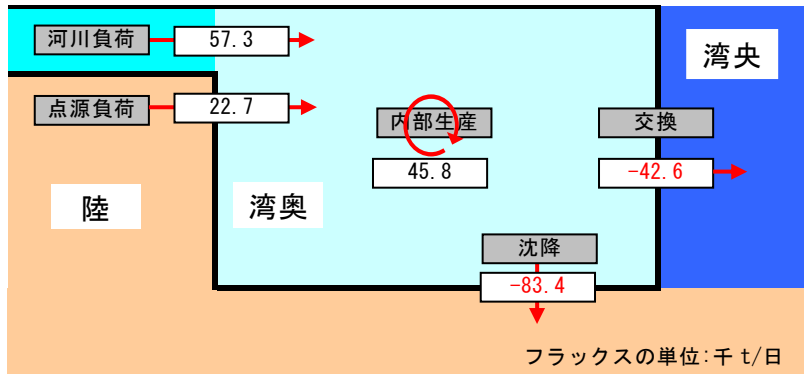 河川負荷
57.3
点源負荷
22.7
内部生産
45.8
交換
-42.6
沈降
-83.4
陸
湾奥
湾央
フラックスの単位:千t/日